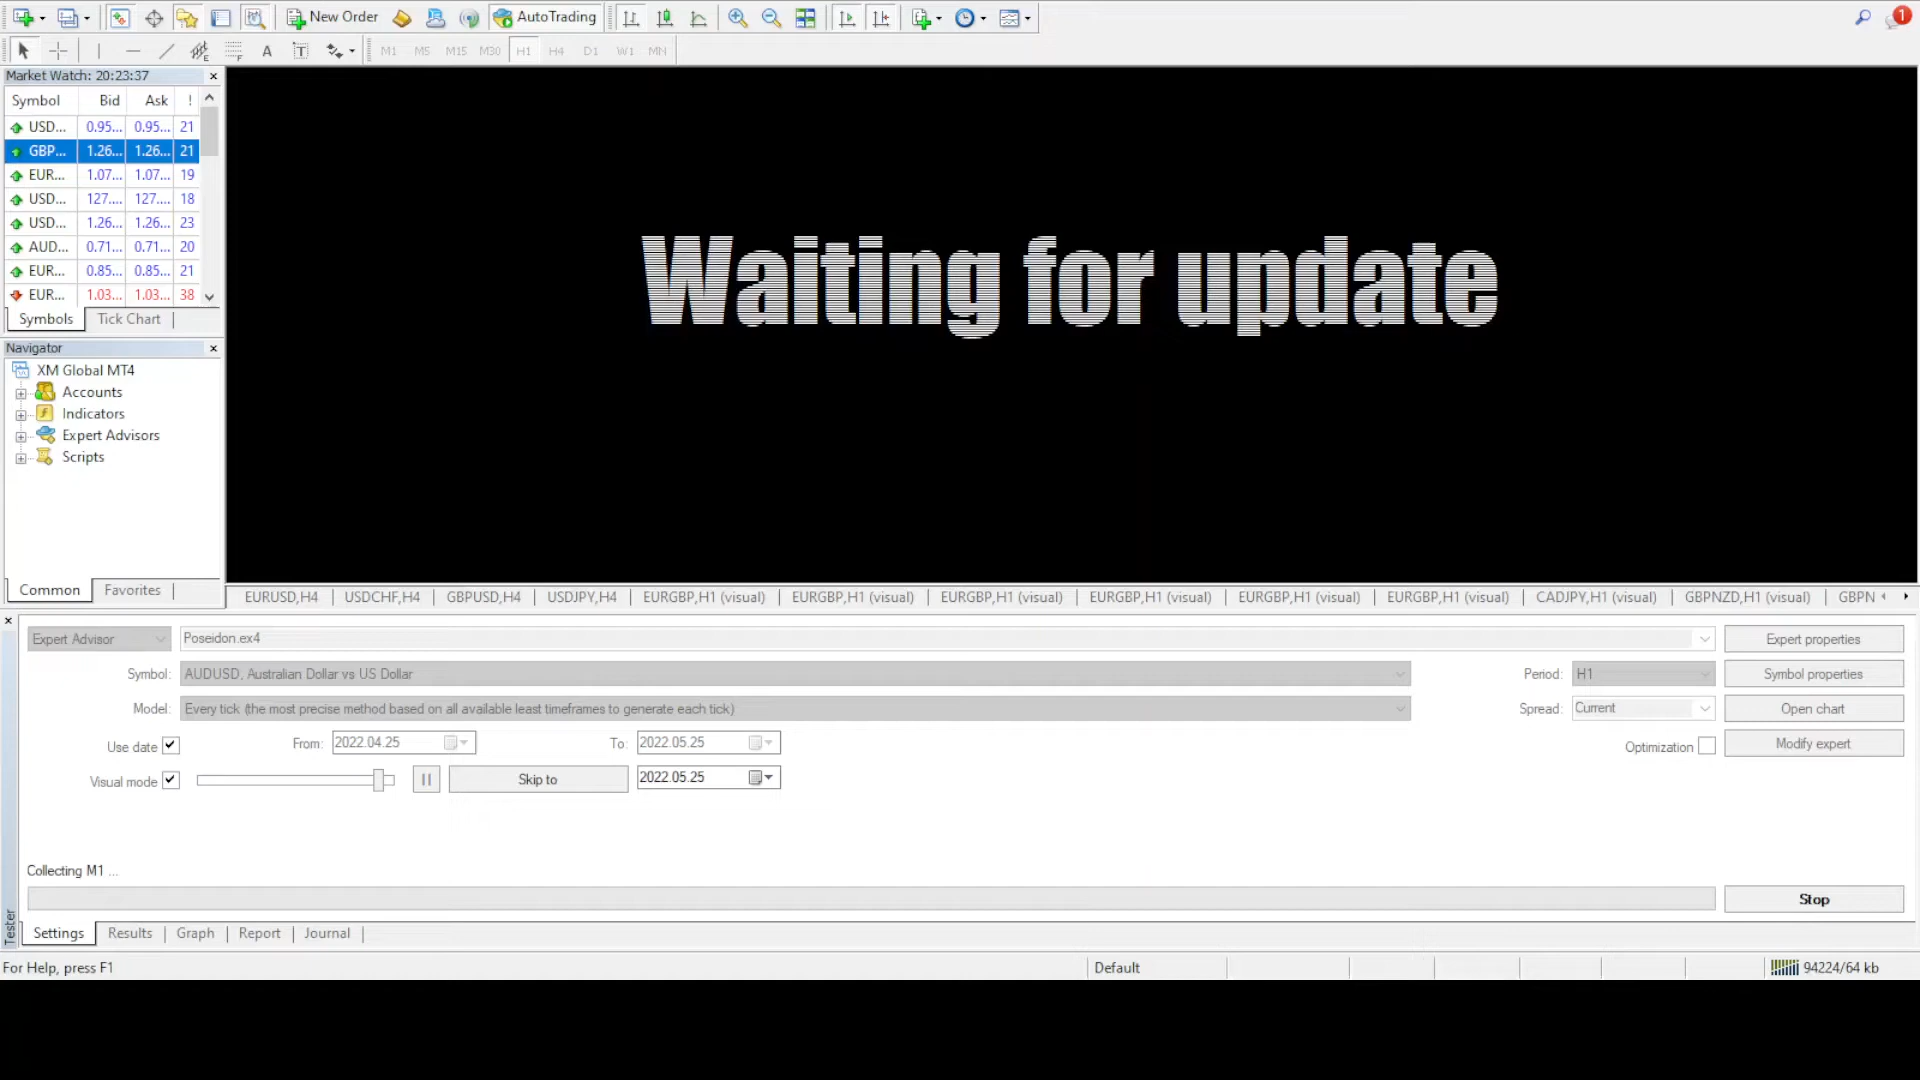 New Order
AutoTrading
1
M1 M5 M15 M30 H1 H4 D1 W1 MN
Market Watch: 20:23:37
Symbol Bid Ask !
USD... 0.95... 0.95... 21
GBP... 1.26... 1.26... 21
EUR... 1.07... 1.07... 19
USD... 127.... 127.... 18
USD... 1.26... 1.26... 23
AUD... 0.71... 0.71... 20
EUR... 0.85... 0.85... 21
EUR... 1.03... 1.03... 38
Symbols | Tick Chart |
Navigator
XM Global MT4
Accounts
Indicators
Expert Advisors
Scripts
Common | Favorites |
Waiting for update
EURUSD,H4 | USDCHF,H4 | GBPUSD,H4 | USDJPY,H4 | EURGBP,H1 (visual) | EURGBP,H1 (visual) | EURGBP,H1 (visual) | EURGBP,H1 (visual) | EURGBP,H1 (visual) | EURGBP,H1 (visual) | CADJPY,H1 (visual) | GBPNZD,H1 (visual) | GBPN
Expert Advisor Poseidon.ex4 Expert properties
Symbol: AUDUSD, Australian Dollar vs US Dollar Period: H1 Symbol properties
Model: Every tick (the most precise method based on all available least timeframes to generate each tick) Spread: Current Open chart
Use date From: 2022.04.25 To: 2022.05.25 Optimization Modify expert
Visual mode Skip to 2022.05.25
Collecting M1 ...
Stop
Tester
Settings | Results | Graph | Report | Journal |
For Help, press F1 Default 94224/64 kb